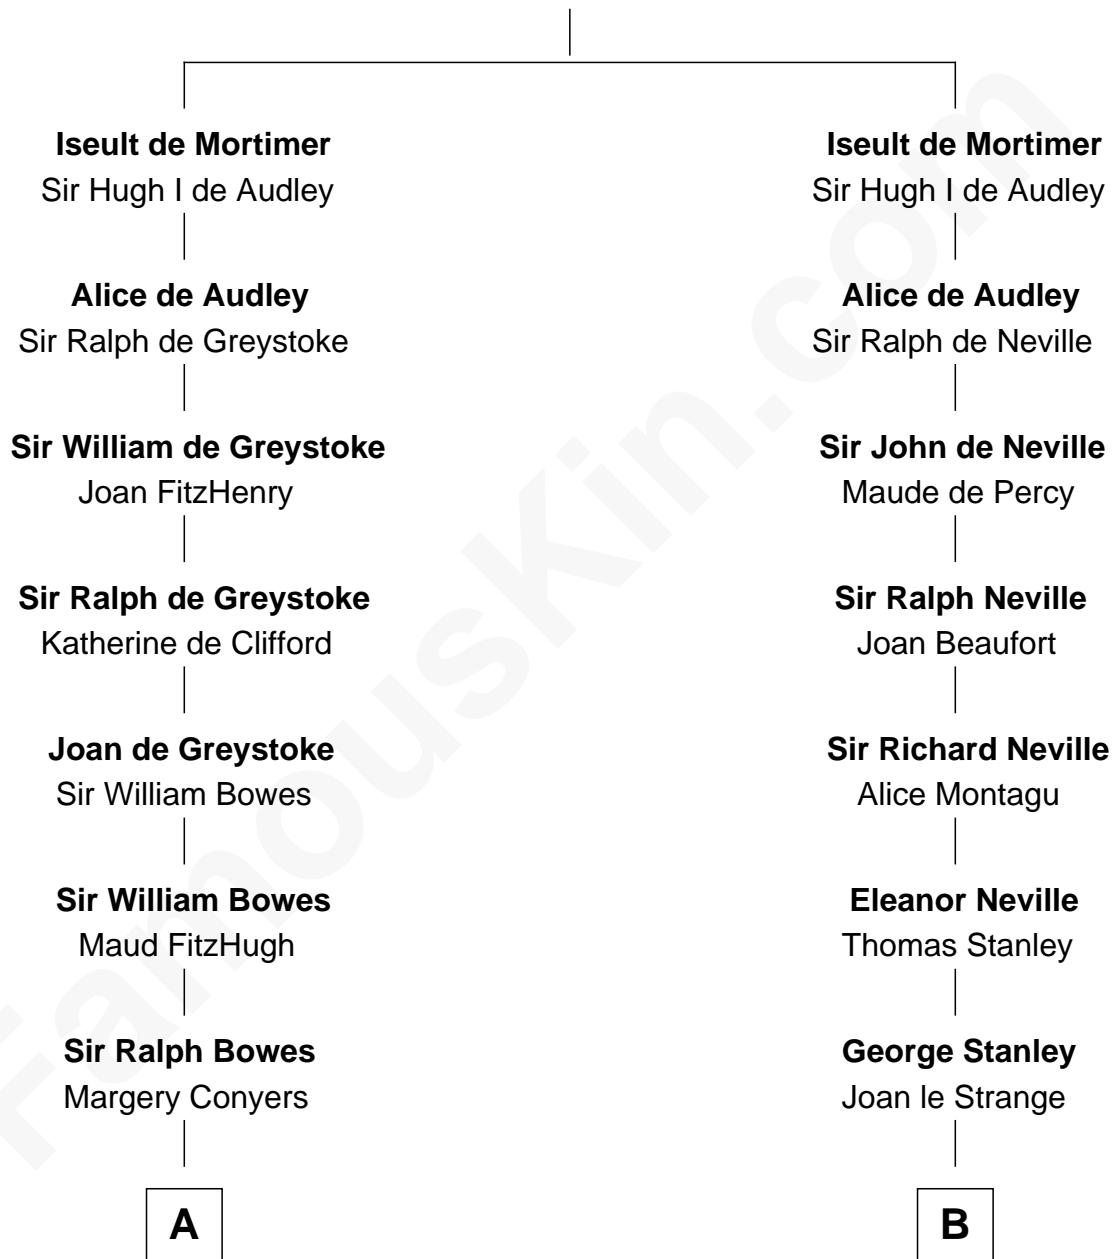 Iseult de Mortimer
Sir Hugh I de Audley
Alice de Audley
Sir Ralph de Greystoke
Sir William de Greystoke
Joan FitzHenry
Sir Ralph de Greystoke
Katherine de Clifford
Joan de Greystoke
Sir William Bowes
Sir William Bowes
Maud FitzHugh
Sir Ralph Bowes
Margery Conyers
A
Iseult de Mortimer
Sir Hugh I de Audley
Alice de Audley
Sir Ralph de Neville
Sir John de Neville
Maude de Percy
Sir Ralph Neville
Joan Beaufort
Sir Richard Neville
Alice Montagu
Eleanor Neville
Thomas Stanley
George Stanley
Joan le Strange
B
FamousKin.com